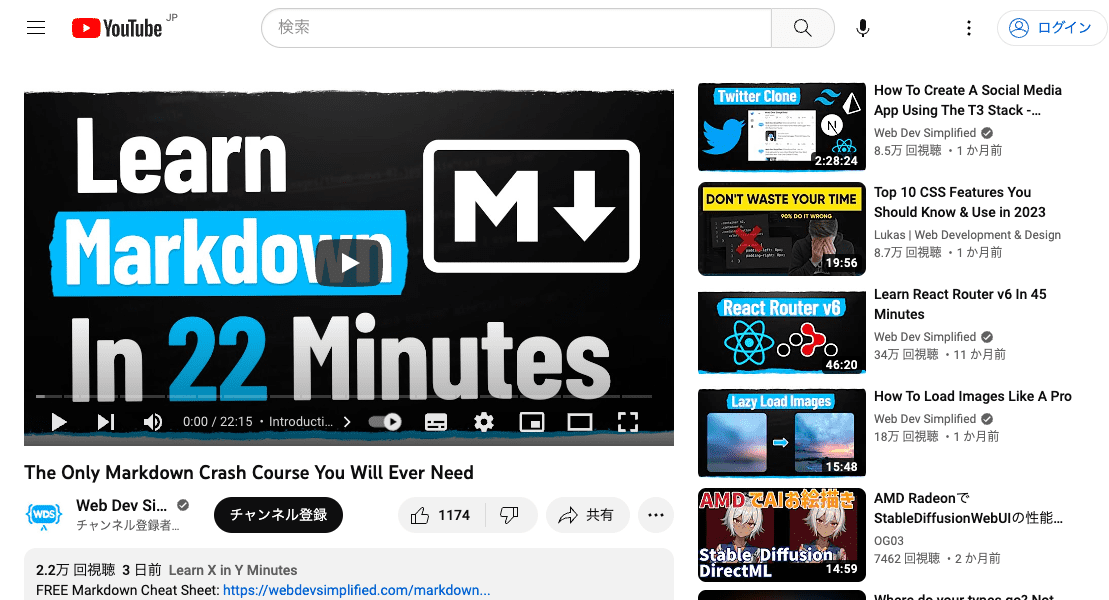 YouTube JP
検索
ログイン
Learn
Markdown
In 22 Minutes
0:00 / 22:15 • Introducti...
The Only Markdown Crash Course You Will Ever Need
WDS
Web Dev Si...
チャンネル登録者...
チャンネル登録
1174
共有
2.2万 回視聴 3 日前 Learn X in Y Minutes
FREE Markdown Cheat Sheet: https://webdevsimplified.com/markdown...
Twitter Clone
N
2:28:24
How To Create A Social Media
App Using The T3 Stack -...
Web Dev Simplified
8.5万 回視聴 ・1 か月前
DON'T WASTE YOUR TIME
90% DO IT WRONG
19:56
Top 10 CSS Features You
Should Know & Use in 2023
Lukas | Web Development & Design
8.7万 回視聴 ・1 か月前
React Router v6
46:20
Learn React Router v6 In 45
Minutes
Web Dev Simplified
34万 回視聴 ・11 か月前
Lazy Load Images
15:48
How To Load Images Like A Pro
Web Dev Simplified
18万 回視聴 ・1 か月前
AMDでAIお絵描き
Stable Diffusion
DirectML
14:59
AMD Radeonで
StableDiffusionWebUIの性能...
OG03
7462 回視聴 ・2 か月前
Where do your types go? Not